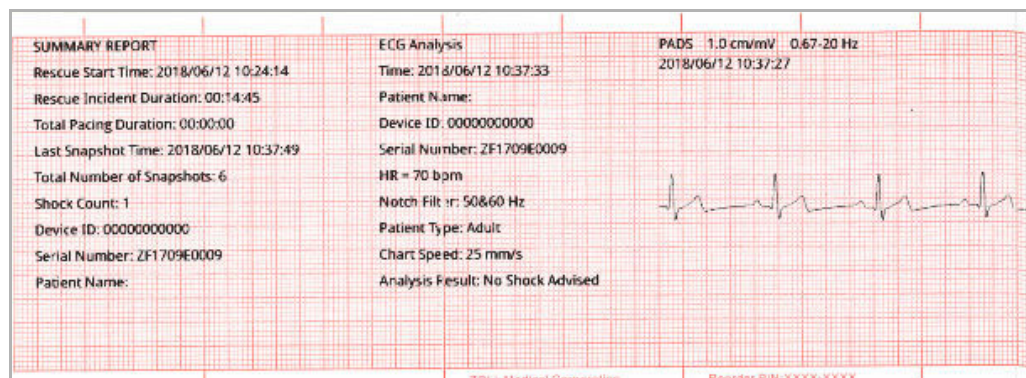 SUMMARY REPORT
Rescue Start Time: 2018/06/12 10:24:14
Rescue Incident Duration: 00:14:45
Total Pacing Duration: 00:00:00
Last Snapshot Time: 2018/06/12 10:37:49
Total Number of Snapshots: 6
Shock Count: 1
Device ID: 00000000000
Serial Number: ZF1709E0009
Patient Name:
ECG Analysis
Time: 2018/06/12 10:37:33
Patient Name:
Device ID: 00000000000
Serial Number: ZF1709E0009
HR = 70 bpm
Notch Filter: 50&60 Hz
Patient Type: Adult
Chart Speed: 25 mm/s
Analysis Result: No Shock Advised
PADS 1.0 cm/mV 0.67-20 Hz
2018/06/12 10:37:27
Medical Corporation
Reorder P/N:XXXX-XXXX